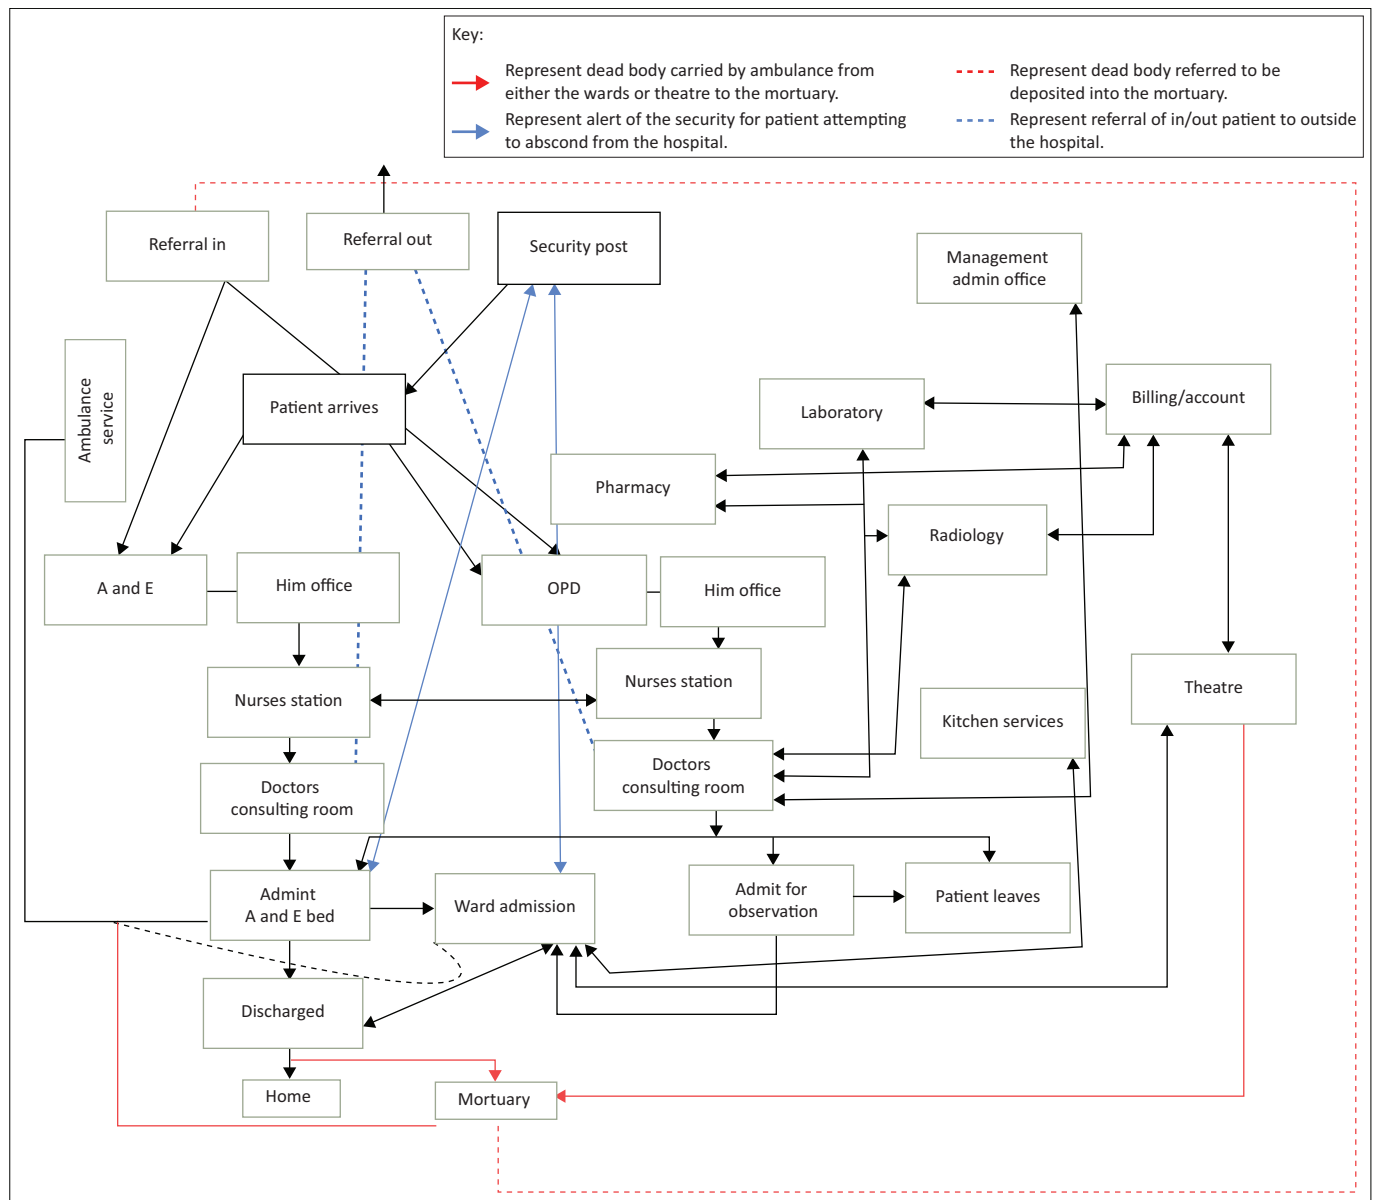 Key:
Represent dead body carried by ambulance from
either the wards or theatre to the mortuary.
Represent alert of the security for patient attempting
to abscond from the hospital.
Represent dead body referred to be
deposited into the mortuary.
Represent referral of in/out patient to outside
the hospital.
Referral in
Referral out
Security post
Management
admin office
Ambulance
service
Patient arrives
Laboratory
Billing/account
Pharmacy
Radiology
A and E
Him office
OPD
Him office
Nurses station
Nurses station
Kitchen services
Theatre
Doctors
consulting room
Doctors
consulting room
Admint
A and E bed
Ward admission
Admit for
observation
Patient leaves
Discharged
Home
Mortuary